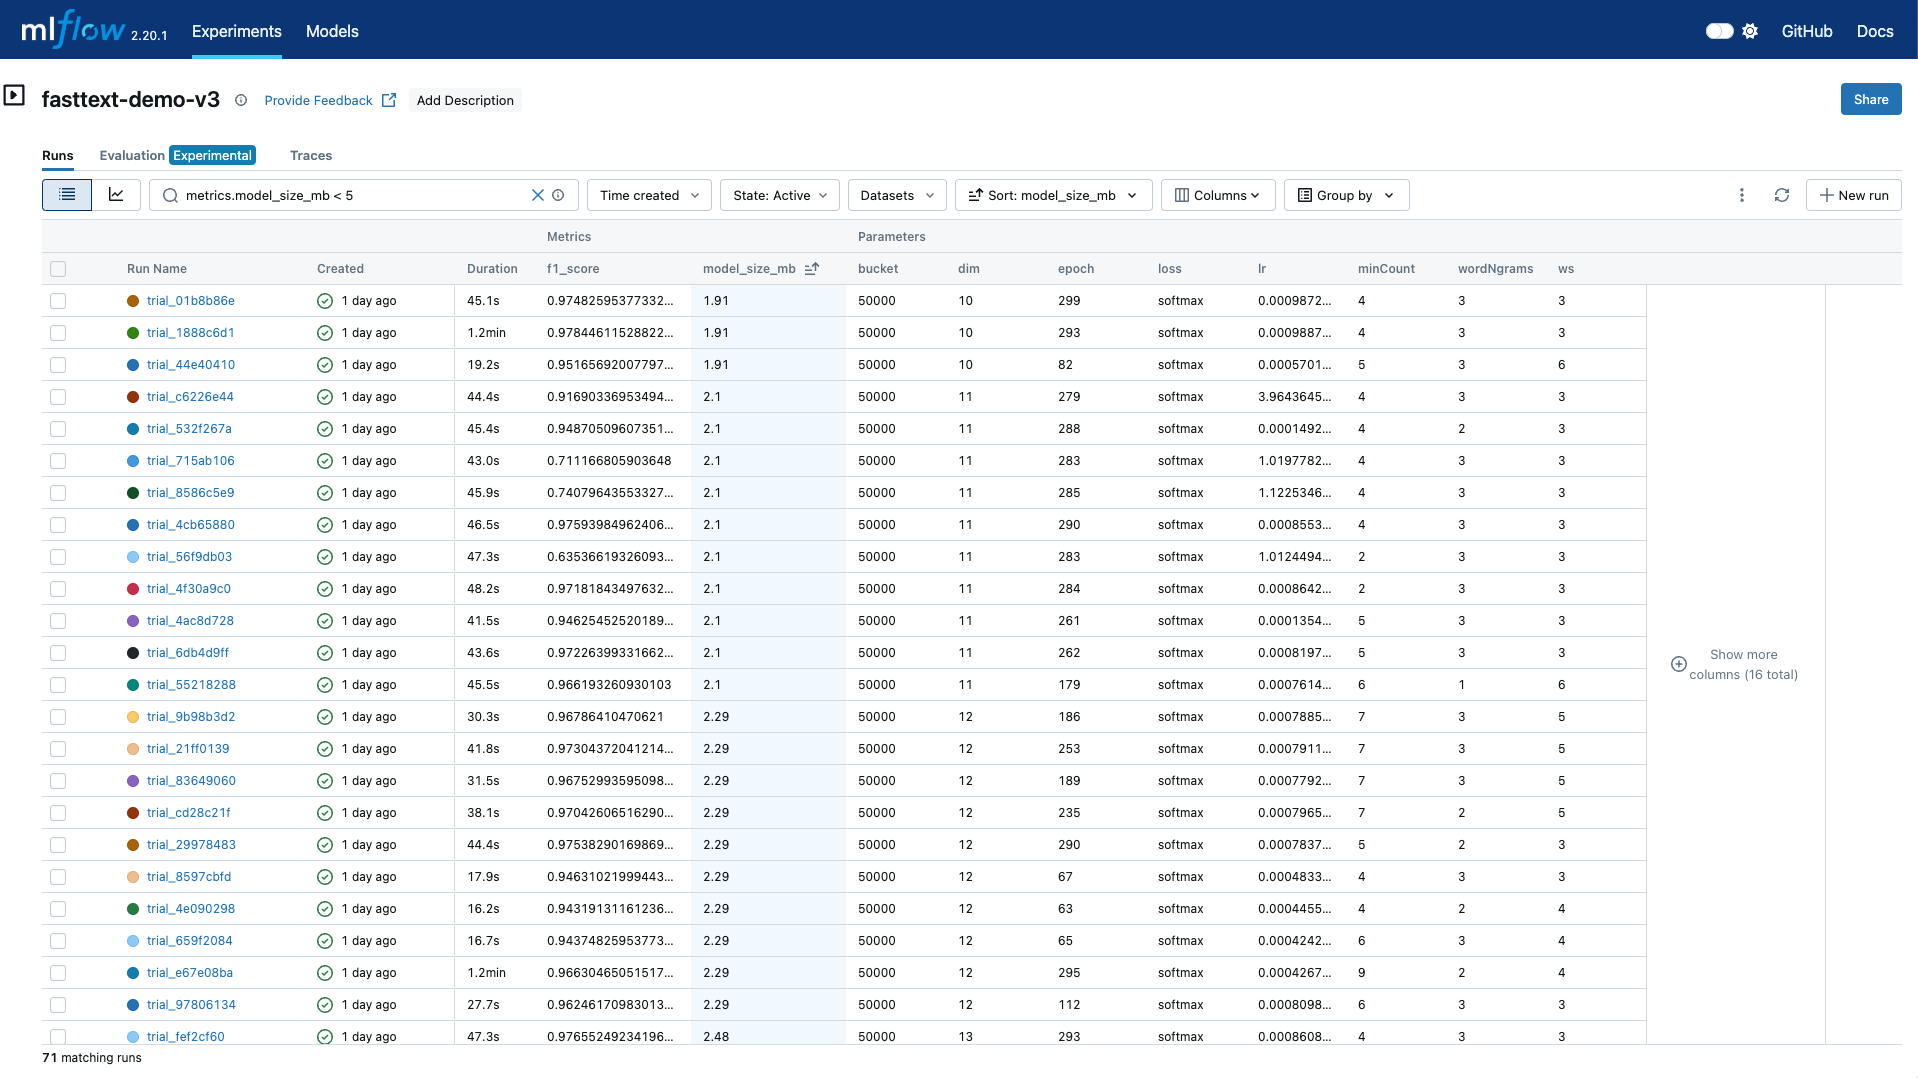 mlflow 2.20.1 Experiments Models GitHub Docs
fasttext-demo-v3 Provide Feedback Add Description Share
Runs Evaluation Experimental Traces
metrics.model_size_mb < 5 Time created State: Active Datasets Sort: model_size_mb Columns Group by New run
Metrics Parameters
Run Name Created Duration f1_score model_size_mb bucket dim epoch loss lr minCount wordNgrams ws
trial_01b8b86e 1 day ago 45.1s 0.97482595377332... 1.91 50000 10 299 softmax 0.0009872... 4 3 3
trial_1888c6d1 1 day ago 1.2min 0.97844611528822... 1.91 50000 10 293 softmax 0.0009887... 4 3 3
trial_44e40410 1 day ago 19.2s 0.95165692007797... 1.91 50000 10 82 softmax 0.0005701... 5 3 6
trial_c6226e44 1 day ago 44.4s 0.91690336953494... 2.1 50000 11 279 softmax 3.9643645... 4 3 3
trial_532f267a 1 day ago 45.4s 0.94870509607351... 2.1 50000 11 288 softmax 0.0001492... 4 2 3
trial_715ab106 1 day ago 43.0s 0.711166805903648 2.1 50000 11 283 softmax 1.0197782... 4 3 3
trial_8586c5e9 1 day ago 45.9s 0.74079643553327... 2.1 50000 11 285 softmax 1.1225346... 4 3 3
trial_4cb65880 1 day ago 46.5s 0.97593984962406... 2.1 50000 11 290 softmax 0.0008553... 4 3 3
trial_56f9db03 1 day ago 47.3s 0.63536619326093... 2.1 50000 11 283 softmax 1.0124494... 2 3 3
trial_4f30a9c0 1 day ago 48.2s 0.97181843497632... 2.1 50000 11 284 softmax 0.0008642... 2 3 3
trial_4ac8d728 1 day ago 41.5s 0.94625452520189... 2.1 50000 11 261 softmax 0.0001354... 5 3 3
trial_6db4d9ff 1 day ago 43.6s 0.97226399331662... 2.1 50000 11 262 softmax 0.0008197... 5 3 3
Show more
columns (16 total)
trial_55218288 1 day ago 45.5s 0.966193260930103 2.1 50000 11 179 softmax 0.0007614... 6 1 6
trial_9b98b3d2 1 day ago 30.3s 0.96786410470621 2.29 50000 12 186 softmax 0.0007885... 7 3 5
trial_21ff0139 1 day ago 41.8s 0.97304372041214... 2.29 50000 12 253 softmax 0.0007911... 7 3 5
trial_83649060 1 day ago 31.5s 0.96752993595098... 2.29 50000 12 189 softmax 0.0007792... 7 3 5
trial_cd28c21f 1 day ago 38.1s 0.97042606516290... 2.29 50000 12 235 softmax 0.0007965... 7 2 5
trial_29978483 1 day ago 44.4s 0.97538290169869... 2.29 50000 12 290 softmax 0.0007837... 5 2 3
trial_8597cbfd 1 day ago 17.9s 0.94631021999443... 2.29 50000 12 67 softmax 0.0004833... 4 3 3
trial_4e090298 1 day ago 16.2s 0.94319131161236... 2.29 50000 12 63 softmax 0.0004455... 4 2 4
trial_659f2084 1 day ago 16.7s 0.94374825953773... 2.29 50000 12 65 softmax 0.0004242... 6 3 4
trial_e67e08ba 1 day ago 1.2min 0.96630465051517... 2.29 50000 12 295 softmax 0.0004267... 9 2 4
trial_97806134 1 day ago 27.7s 0.96246170983013... 2.29 50000 12 112 softmax 0.0008098... 6 3 3
trial_fef2cf60 1 day ago 47.3s 0.97655249234196... 2.48 50000 13 293 softmax 0.0008608... 4 3 3
71 matching runs